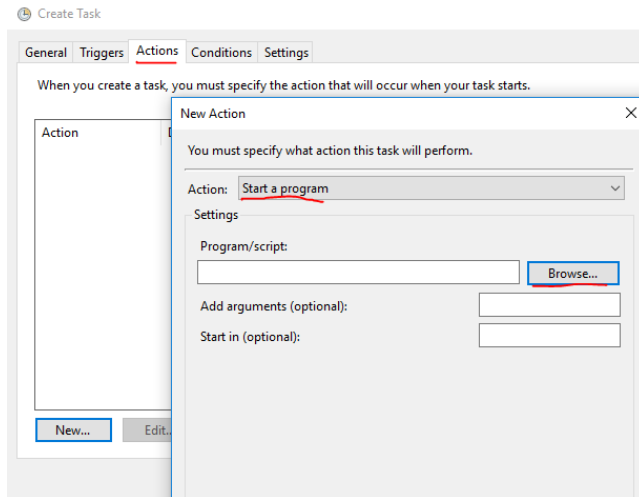 Create Task
General Triggers Actions Conditions Settings
When you create a task, you must specify the action that will occur when your task starts.
New Action
Action
You must specify what action this task will perform.
Action: Start a program
Settings
Program/script:
Browse...
Add arguments (optional):
Start in (optional):
New... Edit..